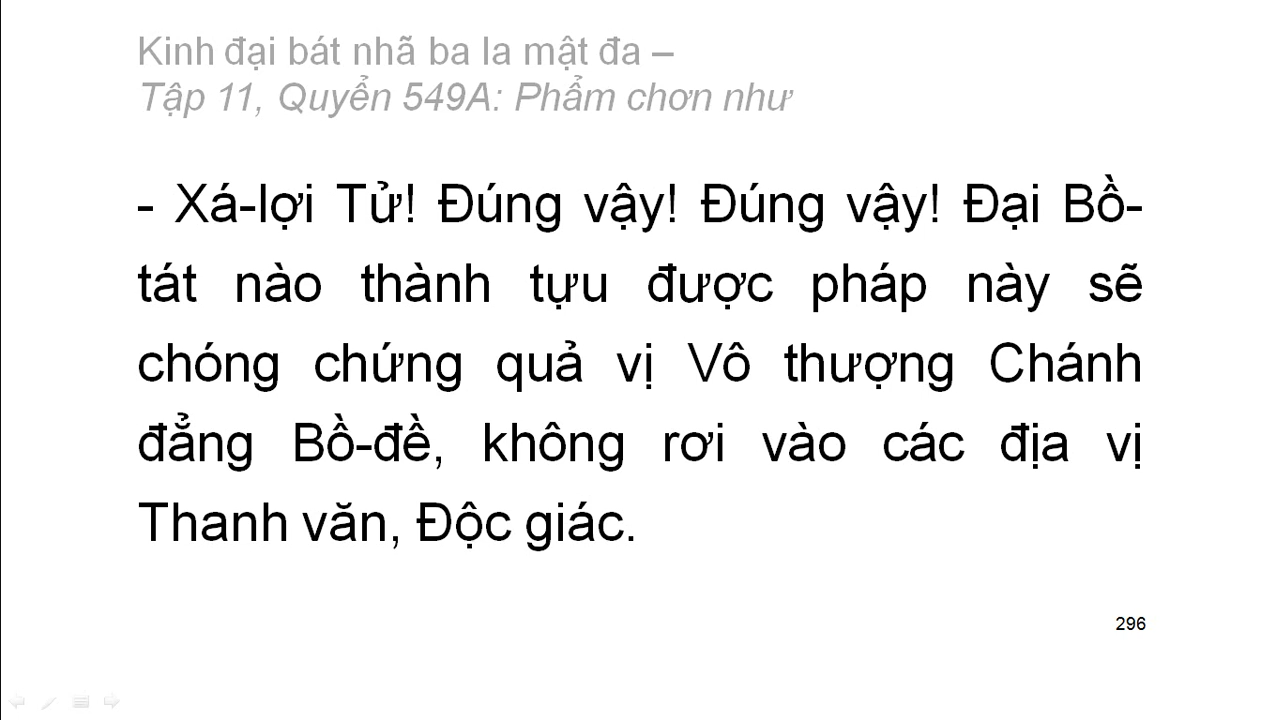 Kinh đại bát nhã ba la mật đa –
Tập 11, Quyển 549A: Phẩm chơn như
- Xá-lợi Tử! Đúng vậy! Đúng vậy! Đại Bồ-
tát nào thành tựu được pháp này sẽ
chóng chứng quả vị Vô thượng Chánh
đẳng Bồ-đề, không rơi vào các địa vị
Thanh văn, Độc giác.
296